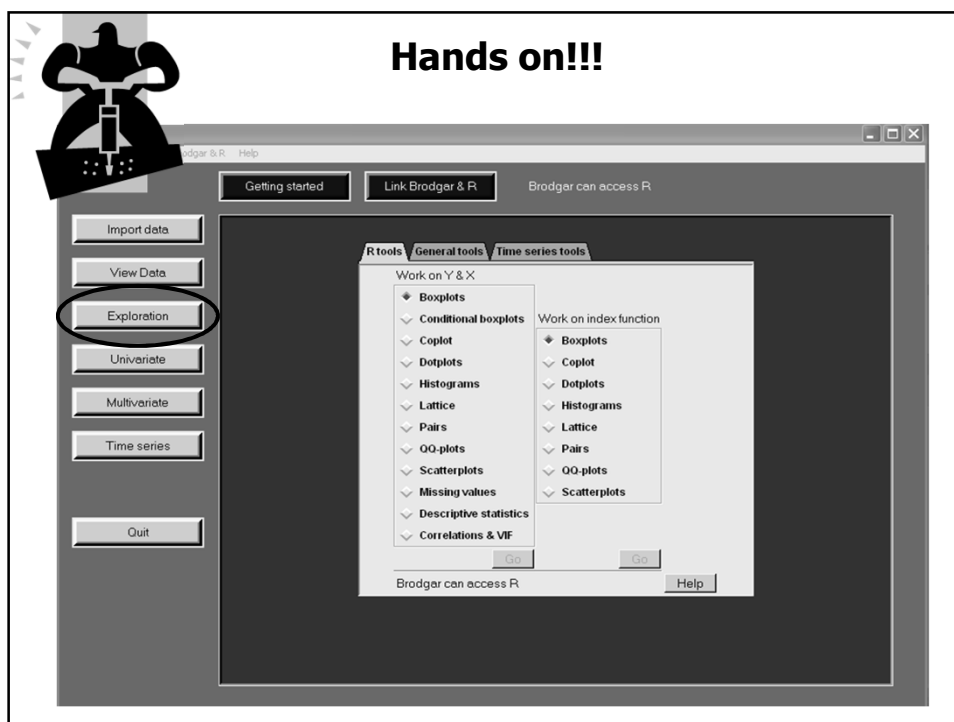 Hands on!!!
& R Help
Getting started Link Brodgar & R Brodgar can access R
Import data
View Data
Exploration
Univariate
Multivariate
Time series
Quit
R tools General tools Time series tools
Work on Y & X
Boxplots
Conditional boxplots
Coplot
Dotplots
Histograms
Lattice
Pairs
QQ-plots
Scatterplots
Missing values
Descriptive statistics
Correlations & VIF
Go
Work on index function
Boxplots
Coplot
Dotplots
Histograms
Lattice
Pairs
QQ-plots
Scatterplots
Go
Brodgar can access R
Help